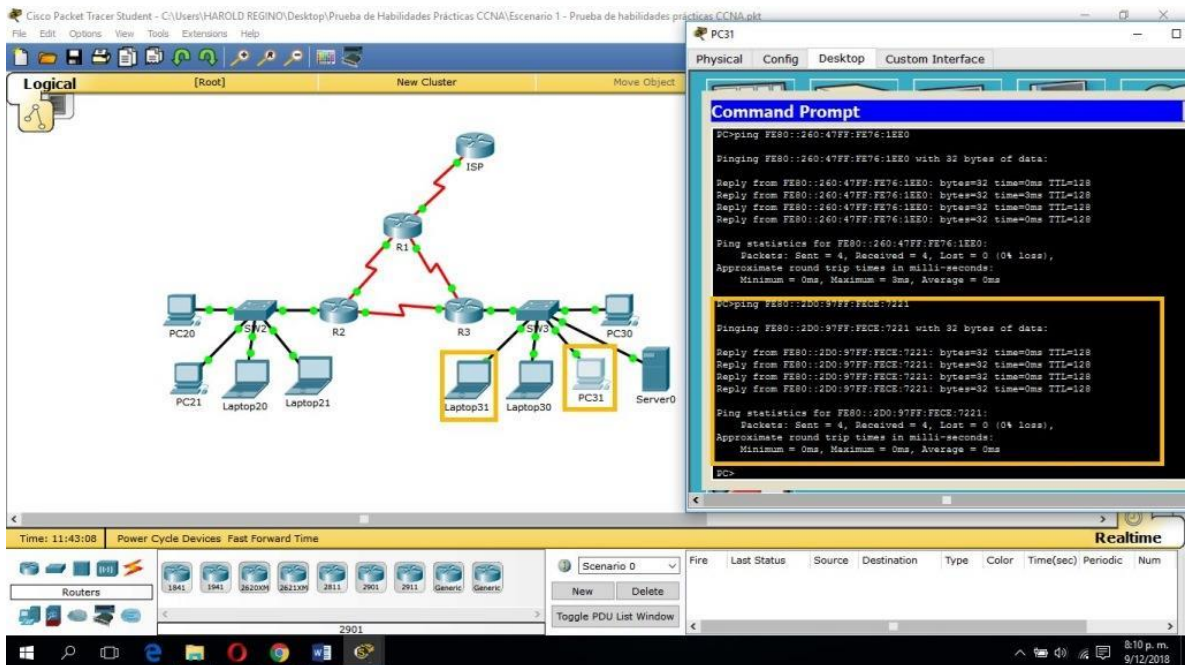 Cisco Packet Tracer Student - C:\Users\HAROLD REGINO\Desktop\Prueba de Habilidades Prácticas CCNA\Escenario 1 - Prueba de habilidades prácticas CCNA.pkt
File Edit Options View Tools Extensions Help
Logical [Root] New Cluster Move Object
ISP
R1
PC20
SW2
R2
R3
SW3
PC30
PC21
Laptop20
Laptop21
Laptop31
Laptop30
PC31
Server0
PC31
Physical Config Desktop Custom Interface
Command Prompt
PC>ping FE80::260:47FF:FE76:1EE0
Pinging FE80::260:47FF:FE76:1EE0 with 32 bytes of data:
Reply from FE80::260:47FF:FE76:1EE0: bytes=32 time=0ms TTL=128
Reply from FE80::260:47FF:FE76:1EE0: bytes=32 time=3ms TTL=128
Reply from FE80::260:47FF:FE76:1EE0: bytes=32 time=0ms TTL=128
Reply from FE80::260:47FF:FE76:1EE0: bytes=32 time=0ms TTL=128
Ping statistics for FE80::260:47FF:FE76:1EE0:
Packets: Sent = 4, Received = 4, Lost = 0 (0% loss),
Approximate round trip times in milli-seconds:
Minimum = 0ms, Maximum = 3ms, Average = 0ms
PC>ping FE80::2D0:97FF:FECE:7221
Pinging FE80::2D0:97FF:FECE:7221 with 32 bytes of data:
Reply from FE80::2D0:97FF:FECE:7221: bytes=32 time=0ms TTL=128
Reply from FE80::2D0:97FF:FECE:7221: bytes=32 time=0ms TTL=128
Reply from FE80::2D0:97FF:FECE:7221: bytes=32 time=0ms TTL=128
Reply from FE80::2D0:97FF:FECE:7221: bytes=32 time=0ms TTL=128
Ping statistics for FE80::2D0:97FF:FECE:7221:
Packets: Sent = 4, Received = 4, Lost = 0 (0% loss),
Approximate round trip times in milli-seconds:
Minimum = 0ms, Maximum = 0ms, Average = 0ms
PC>
Time: 11:43:08 Power Cycle Devices Fast Forward Time Realtime
Routers
1841 1941 2620XM 2621XM 2811 2901 2911 Generic Generic
2901
Scenario 0
New Delete
Toggle PDU List Window
Fire Last Status Source Destination Type Color Time(sec) Periodic Num
8:10 p. m.
9/12/2018